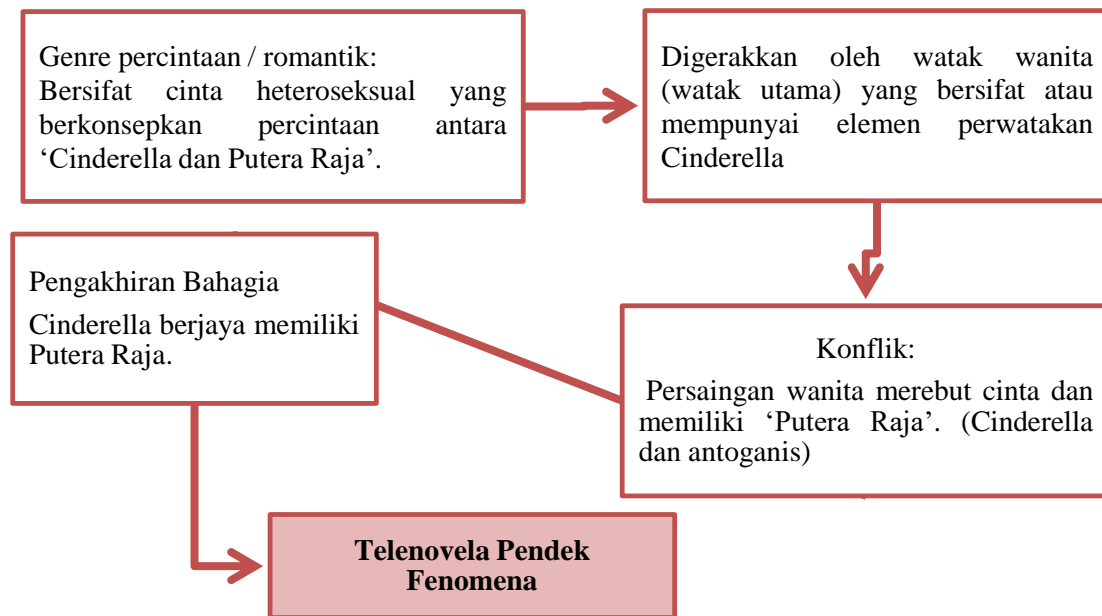 Genre percintaan / romantik:
Bersifat cinta heteroseksual yang
berkonsepkan percintaan antara
‘Cinderella dan Putera Raja’.
Digerakkan oleh watak wanita
(watak utama) yang bersifat atau
mempunyai elemen perwatakan
Cinderella
Konflik:
Persaingan wanita merebut cinta dan
memiliki ‘Putera Raja’. (Cinderella
dan antoganis)
Pengakhiran Bahagia
Cinderella berjaya memiliki
Putera Raja.
Telenovela Pendek
Fenomena